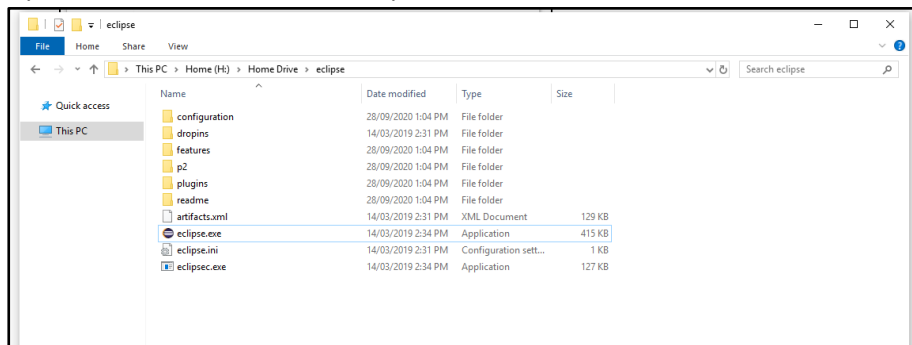 eclipse
File Home Share View
This PC > Home (H:) > Home Drive > eclipse Search eclipse
Name Date modified Type Size
Quick access
This PC
configuration 28/09/2020 1:04 PM File folder
dropins 14/03/2019 2:31 PM File folder
features 28/09/2020 1:04 PM File folder
p2 28/09/2020 1:04 PM File folder
plugins 28/09/2020 1:04 PM File folder
readme 28/09/2020 1:04 PM File folder
artifacts.xml 14/03/2019 2:31 PM XML Document 129 KB
eclipse.exe 14/03/2019 2:34 PM Application 415 KB
eclipse.ini 14/03/2019 2:31 PM Configuration sett... 1 KB
eclipsec.exe 14/03/2019 2:34 PM Application 127 KB